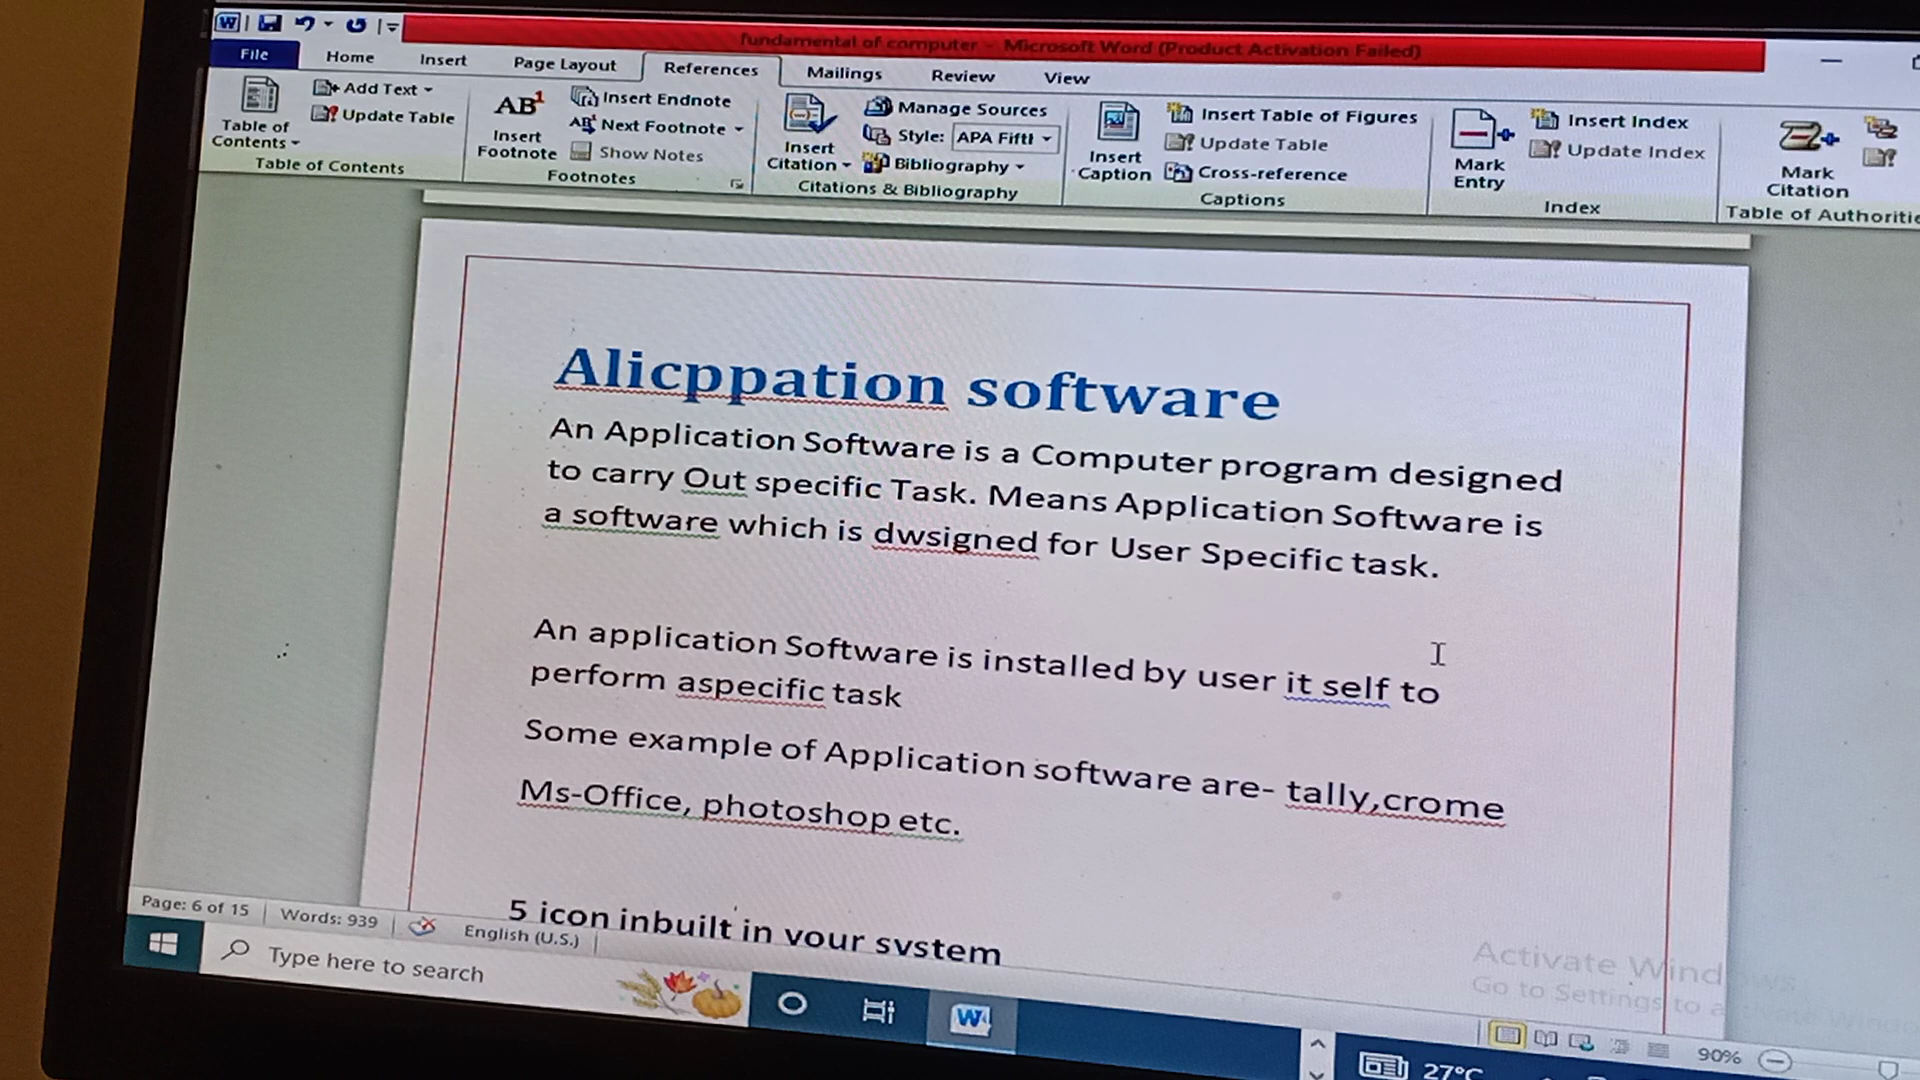 fundamental of computer - Microsoft Word (Product Activation Failed)
File Home Insert Page Layout References Mailings Review View
Table of Contents
Add Text
Update Table
Table of Contents
AB1
Insert Footnote
Insert Endnote
AB1 Next Footnote
Show Notes
Footnotes
Insert Citation
Manage Sources
Style: APA Fifth
Bibliography
Citations & Bibliography
Insert Caption
Insert Table of Figures
Update Table
Cross-reference
Captions
Mark Entry
Insert Index
Update Index
Index
Mark Citation
Table of Authoritie
Alicppation software
An Application Software is a Computer program designed
to carry Out specific Task. Means Application Software is
a software which is dwsigned for User Specific task.
An application Software is installed by user it self to
perform aspecific task
Some example of Application software are- tally,crome
Ms-Office, photoshop etc.
5 icon inbuilt in your system
Page: 6 of 15 Words: 939 English (U.S.)
Activate Windows
Go to Settings to activate Windo
90%
Type here to search
27°C